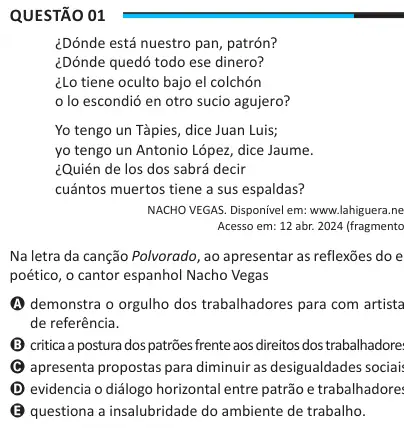 QUESTÃO 01
¿Dónde está nuestro pan, patrón?
¿Dónde quedó todo ese dinero?
¿Lo tiene oculto bajo el colchón
o lo escondió en otro sucio agujero?
Yo tengo un Tàpies, dice Juan Luis;
yo tengo un Antonio López, dice Jaume.
¿Quién de los dos sabrá decir
cuántos muertos tiene a sus espaldas?
NACHO VEGAS. Disponível em: www.lahiguera.ne
Acesso em: 12 abr. 2024 (fragmento
Na letra da canção Polvorado, ao apresentar as reflexões do e
poético, o cantor espanhol Nacho Vegas
A demonstra o orgulho dos trabalhadores para com artista
de referência.
B critica a postura dos patrões frente aos direitos dos trabalhadores
C apresenta propostas para diminuir as desigualdades sociais
D evidencia o diálogo horizontal entre patrão e trabalhadores
E questiona a insalubridade do ambiente de trabalho.